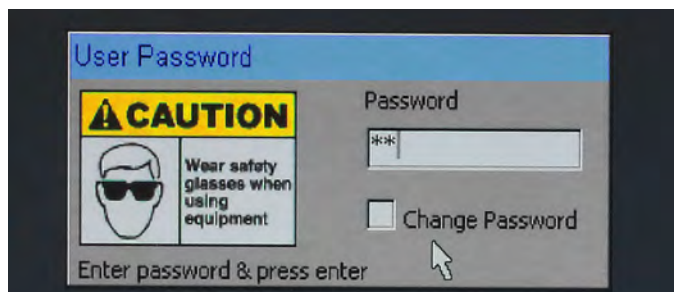 User Password
CAUTION
Wear safety
glasses when
using
equipment
Password
**
Change Password
Enter password & press enter